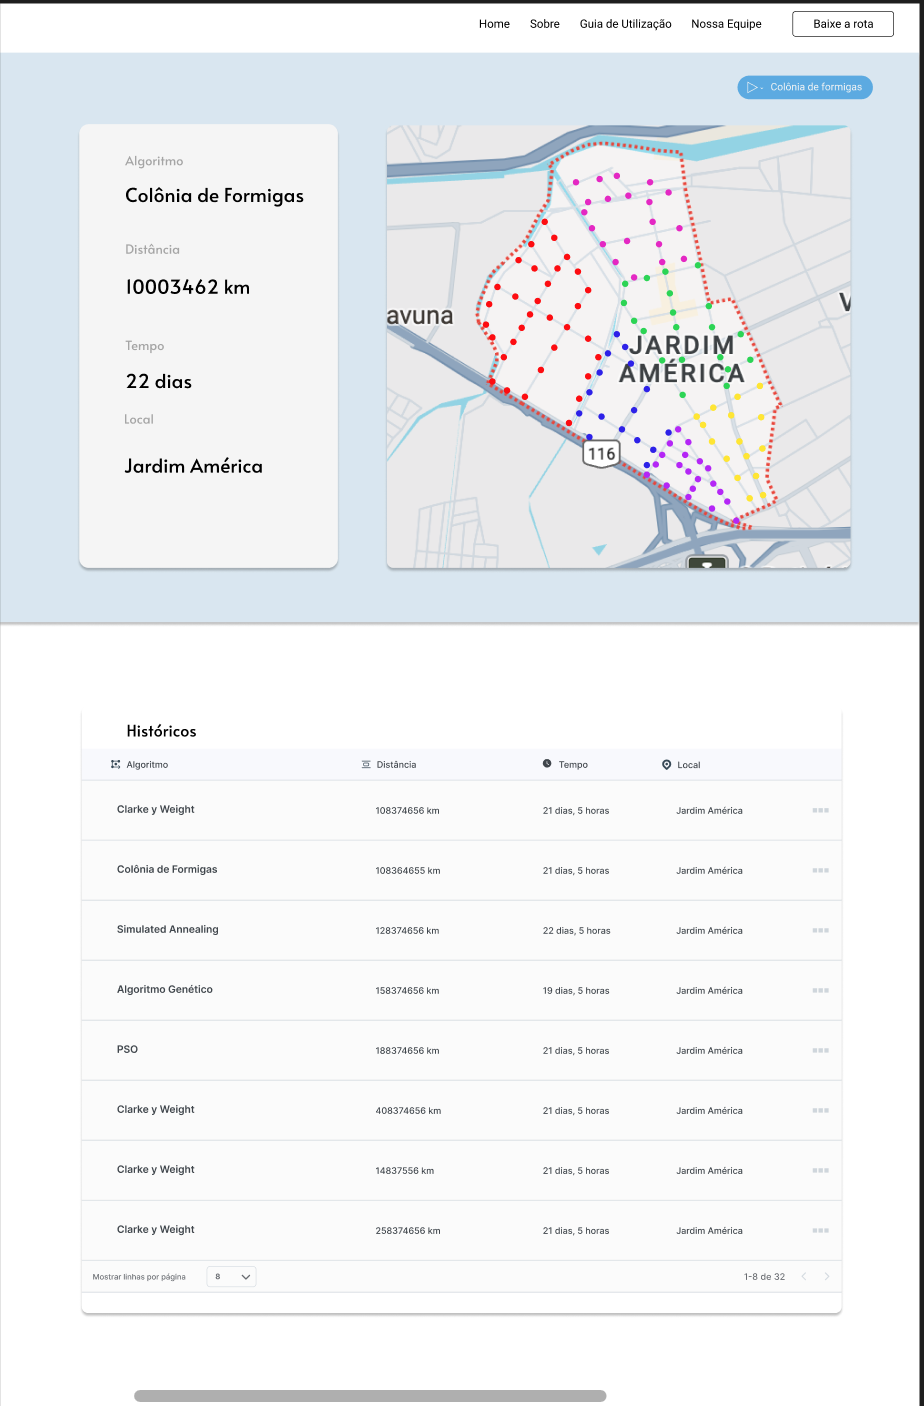 Home Sobre Guia de Utilização Nossa Equipe Baixe a rota
Colônia de formigas
Algoritmo
Colônia de Formigas
Distância
10003462 km
Tempo
22 dias
Local
Jardim América
avuna
JARDIM
AMÉRICA
116
Históricos
Algoritmo Distância Tempo Local
Clarke y Weight 108374656 km 21 dias, 5 horas Jardim América
Colônia de Formigas 108364655 km 21 dias, 5 horas Jardim América
Simulated Annealing 128374656 km 22 dias, 5 horas Jardim América
Algoritmo Genético 158374656 km 19 dias, 5 horas Jardim América
PSO 188374656 km 21 dias, 5 horas Jardim América
Clarke y Weight 408374656 km 21 dias, 5 horas Jardim América
Clarke y Weight 14837556 km 21 dias, 5 horas Jardim América
Clarke y Weight 258374656 km 21 dias, 5 horas Jardim América
Mostrar linhas por página 8 1-8 de 32